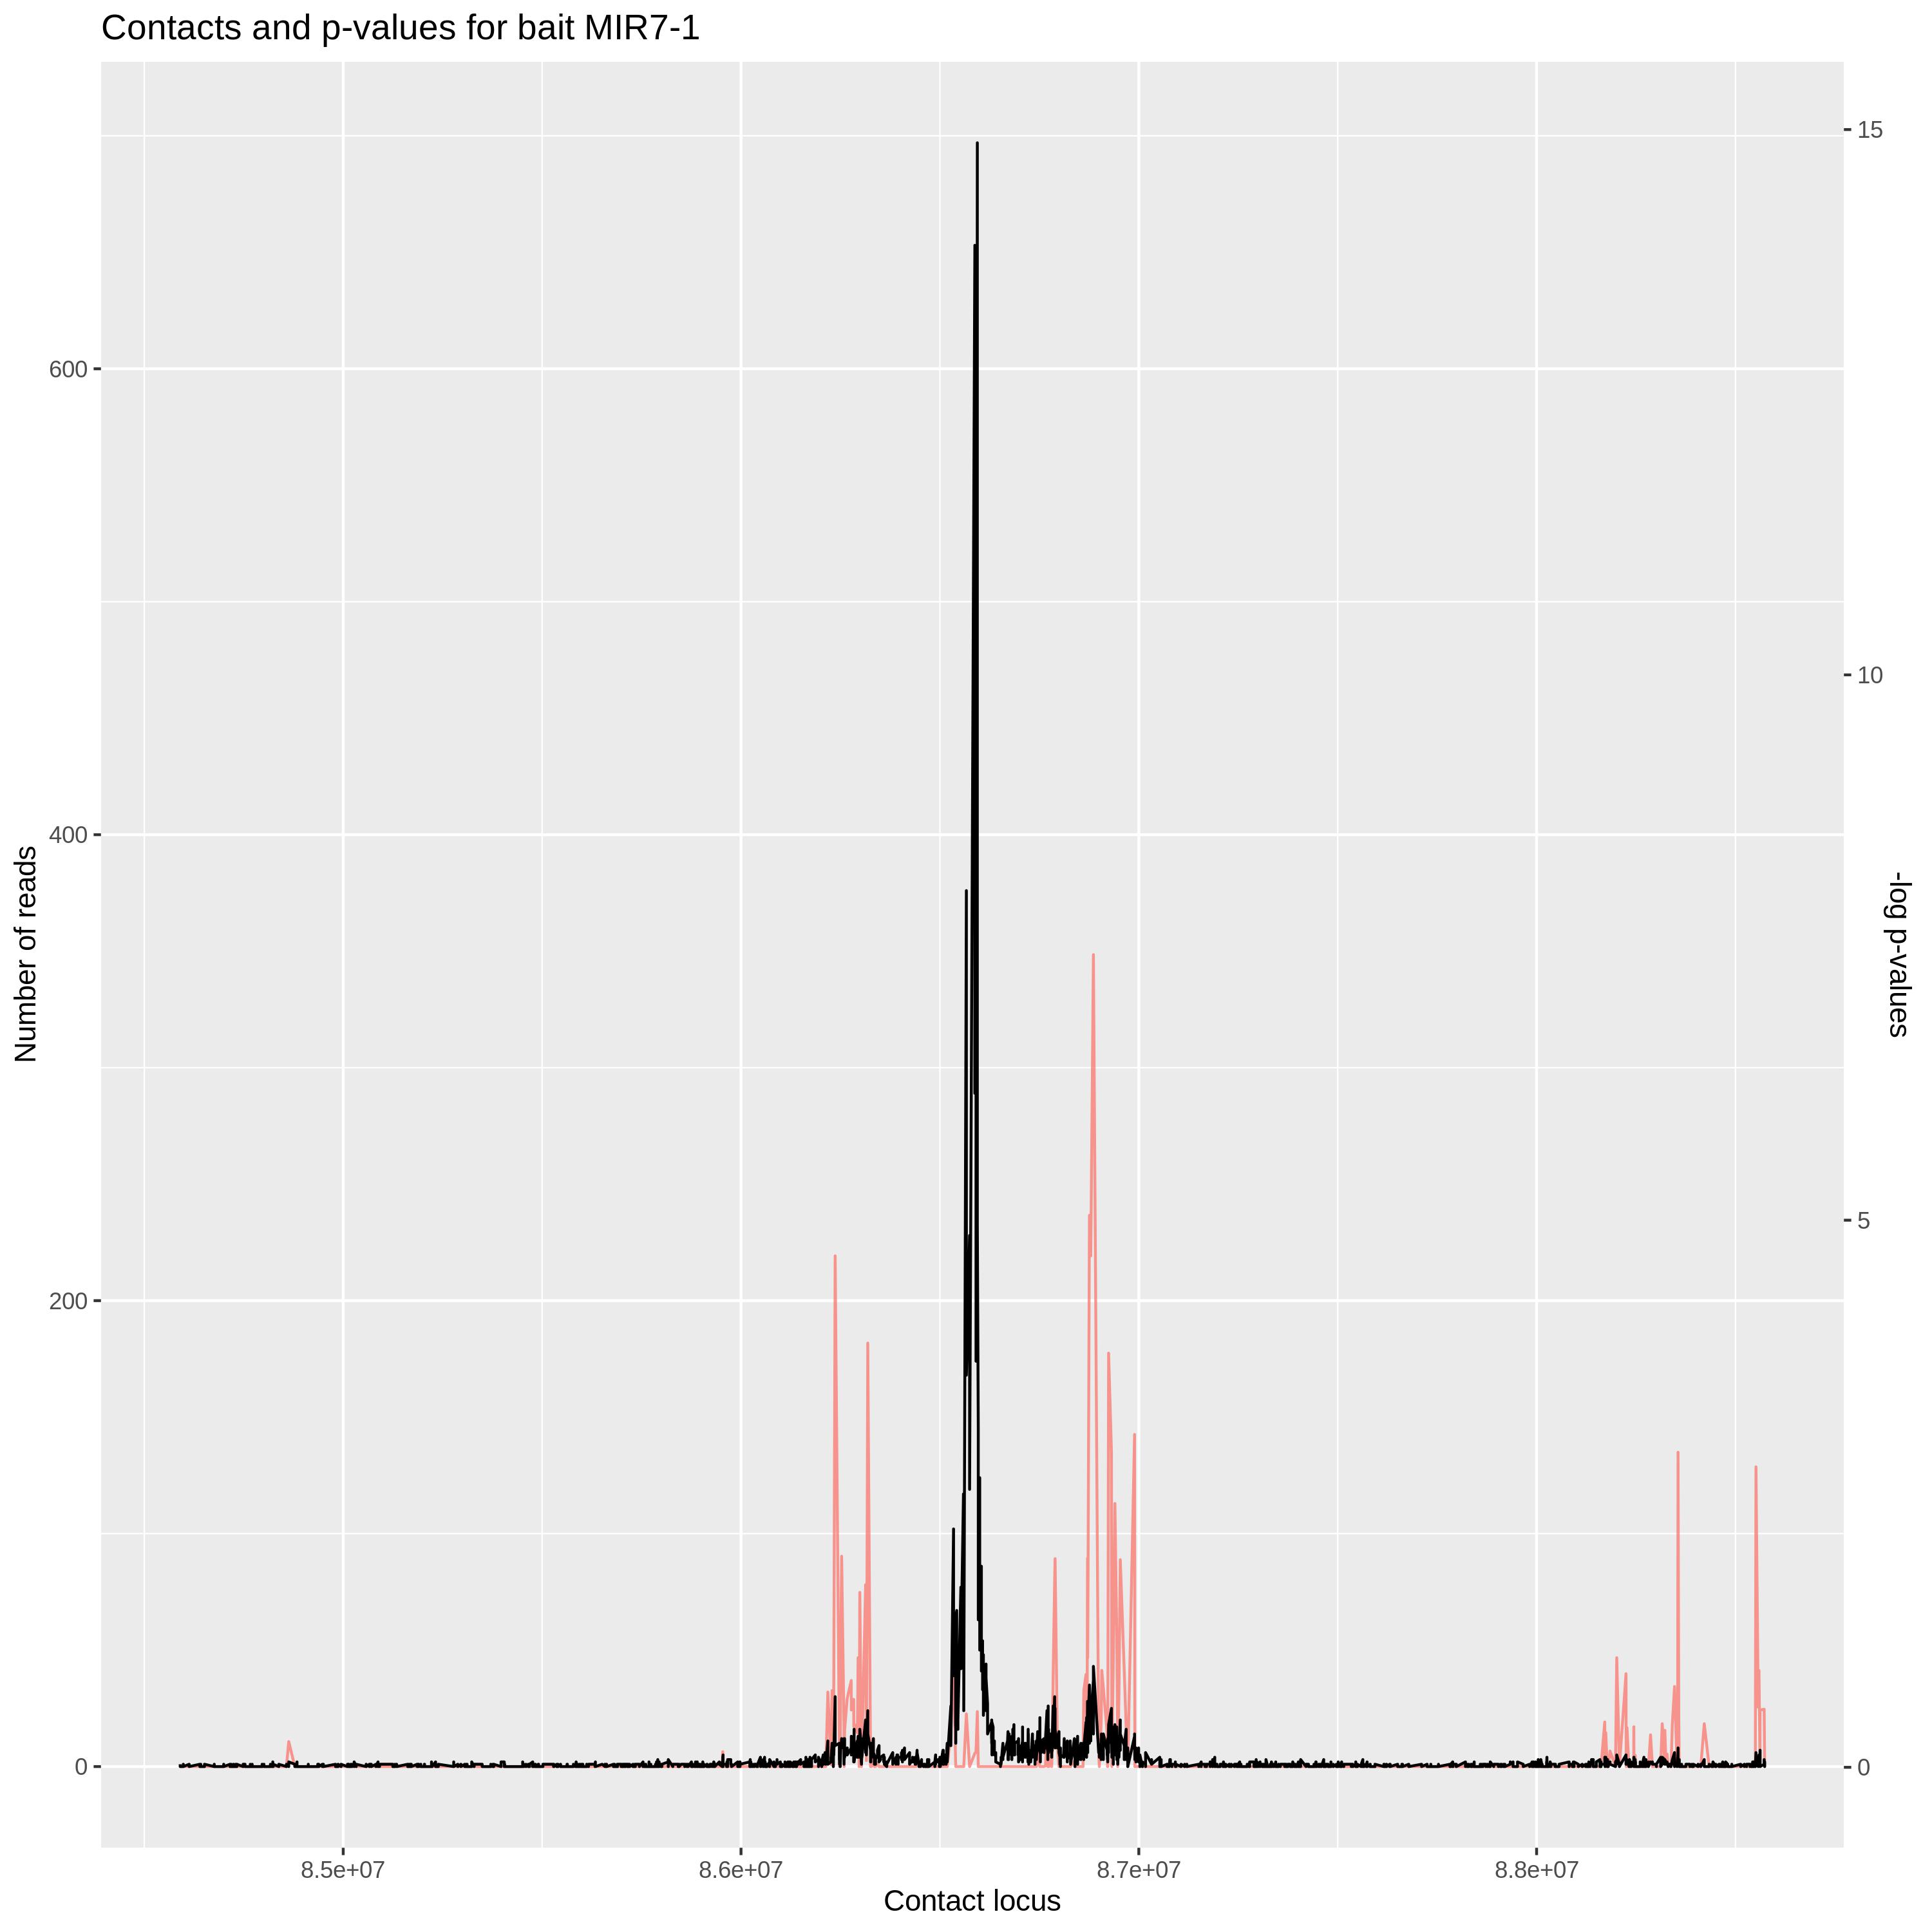 Contacts and p-values for bait MIR7-1
15
600
10
400
Number of reads
-log p-values
5
200
0
0
8.5e+07 8.6e+07 8.7e+07 8.8e+07
Contact locus